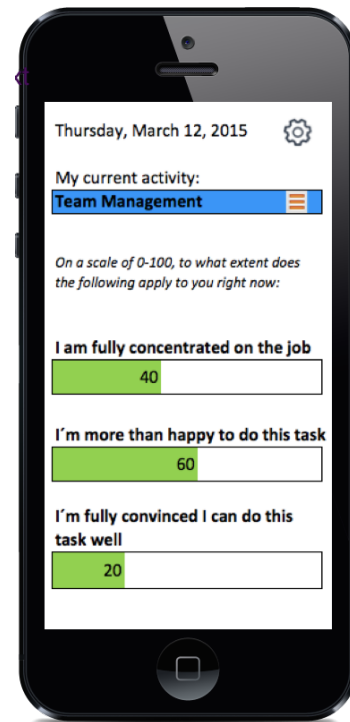 Thursday, March 12, 2015
My current activity:
Team Management
On a scale of 0-100, to what extent does
the following apply to you right now:
I am fully concentrated on the job
40
I´m more than happy to do this task
60
I´m fully convinced I can do this
task well
20